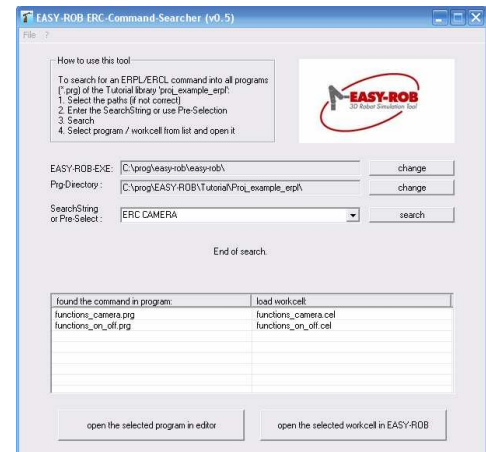 EASY-ROB ERC-Command-Searcher (v0.5)
File ?
How to use this tool
To search for an ERPL/ERCL command into all programs
(*.prg) of the Tutorial library 'proj_example_erpl':
1. Select the paths (if not correct)
2. Enter the SearchString or use Pre-Selection
3. Search
4. Select program / workcell from list and open it
EASY-ROB
3D Robot Simulation Tool
EASY-ROB-EXE: C:\prog\easy-rob\easy-rob\ change
Prg-Directory: C:\prog\EASY-ROB\Tutorial\Proj_example_erpl\ change
SearchString
or Pre-Select: ERC CAMERA search
End of search.
found the command in program: load workcell:
functions_camera.prg functions_camera.cel
functions_on_off.prg functions_on_off.cel
open the selected program in editor open the selected workcell in EASY-ROB